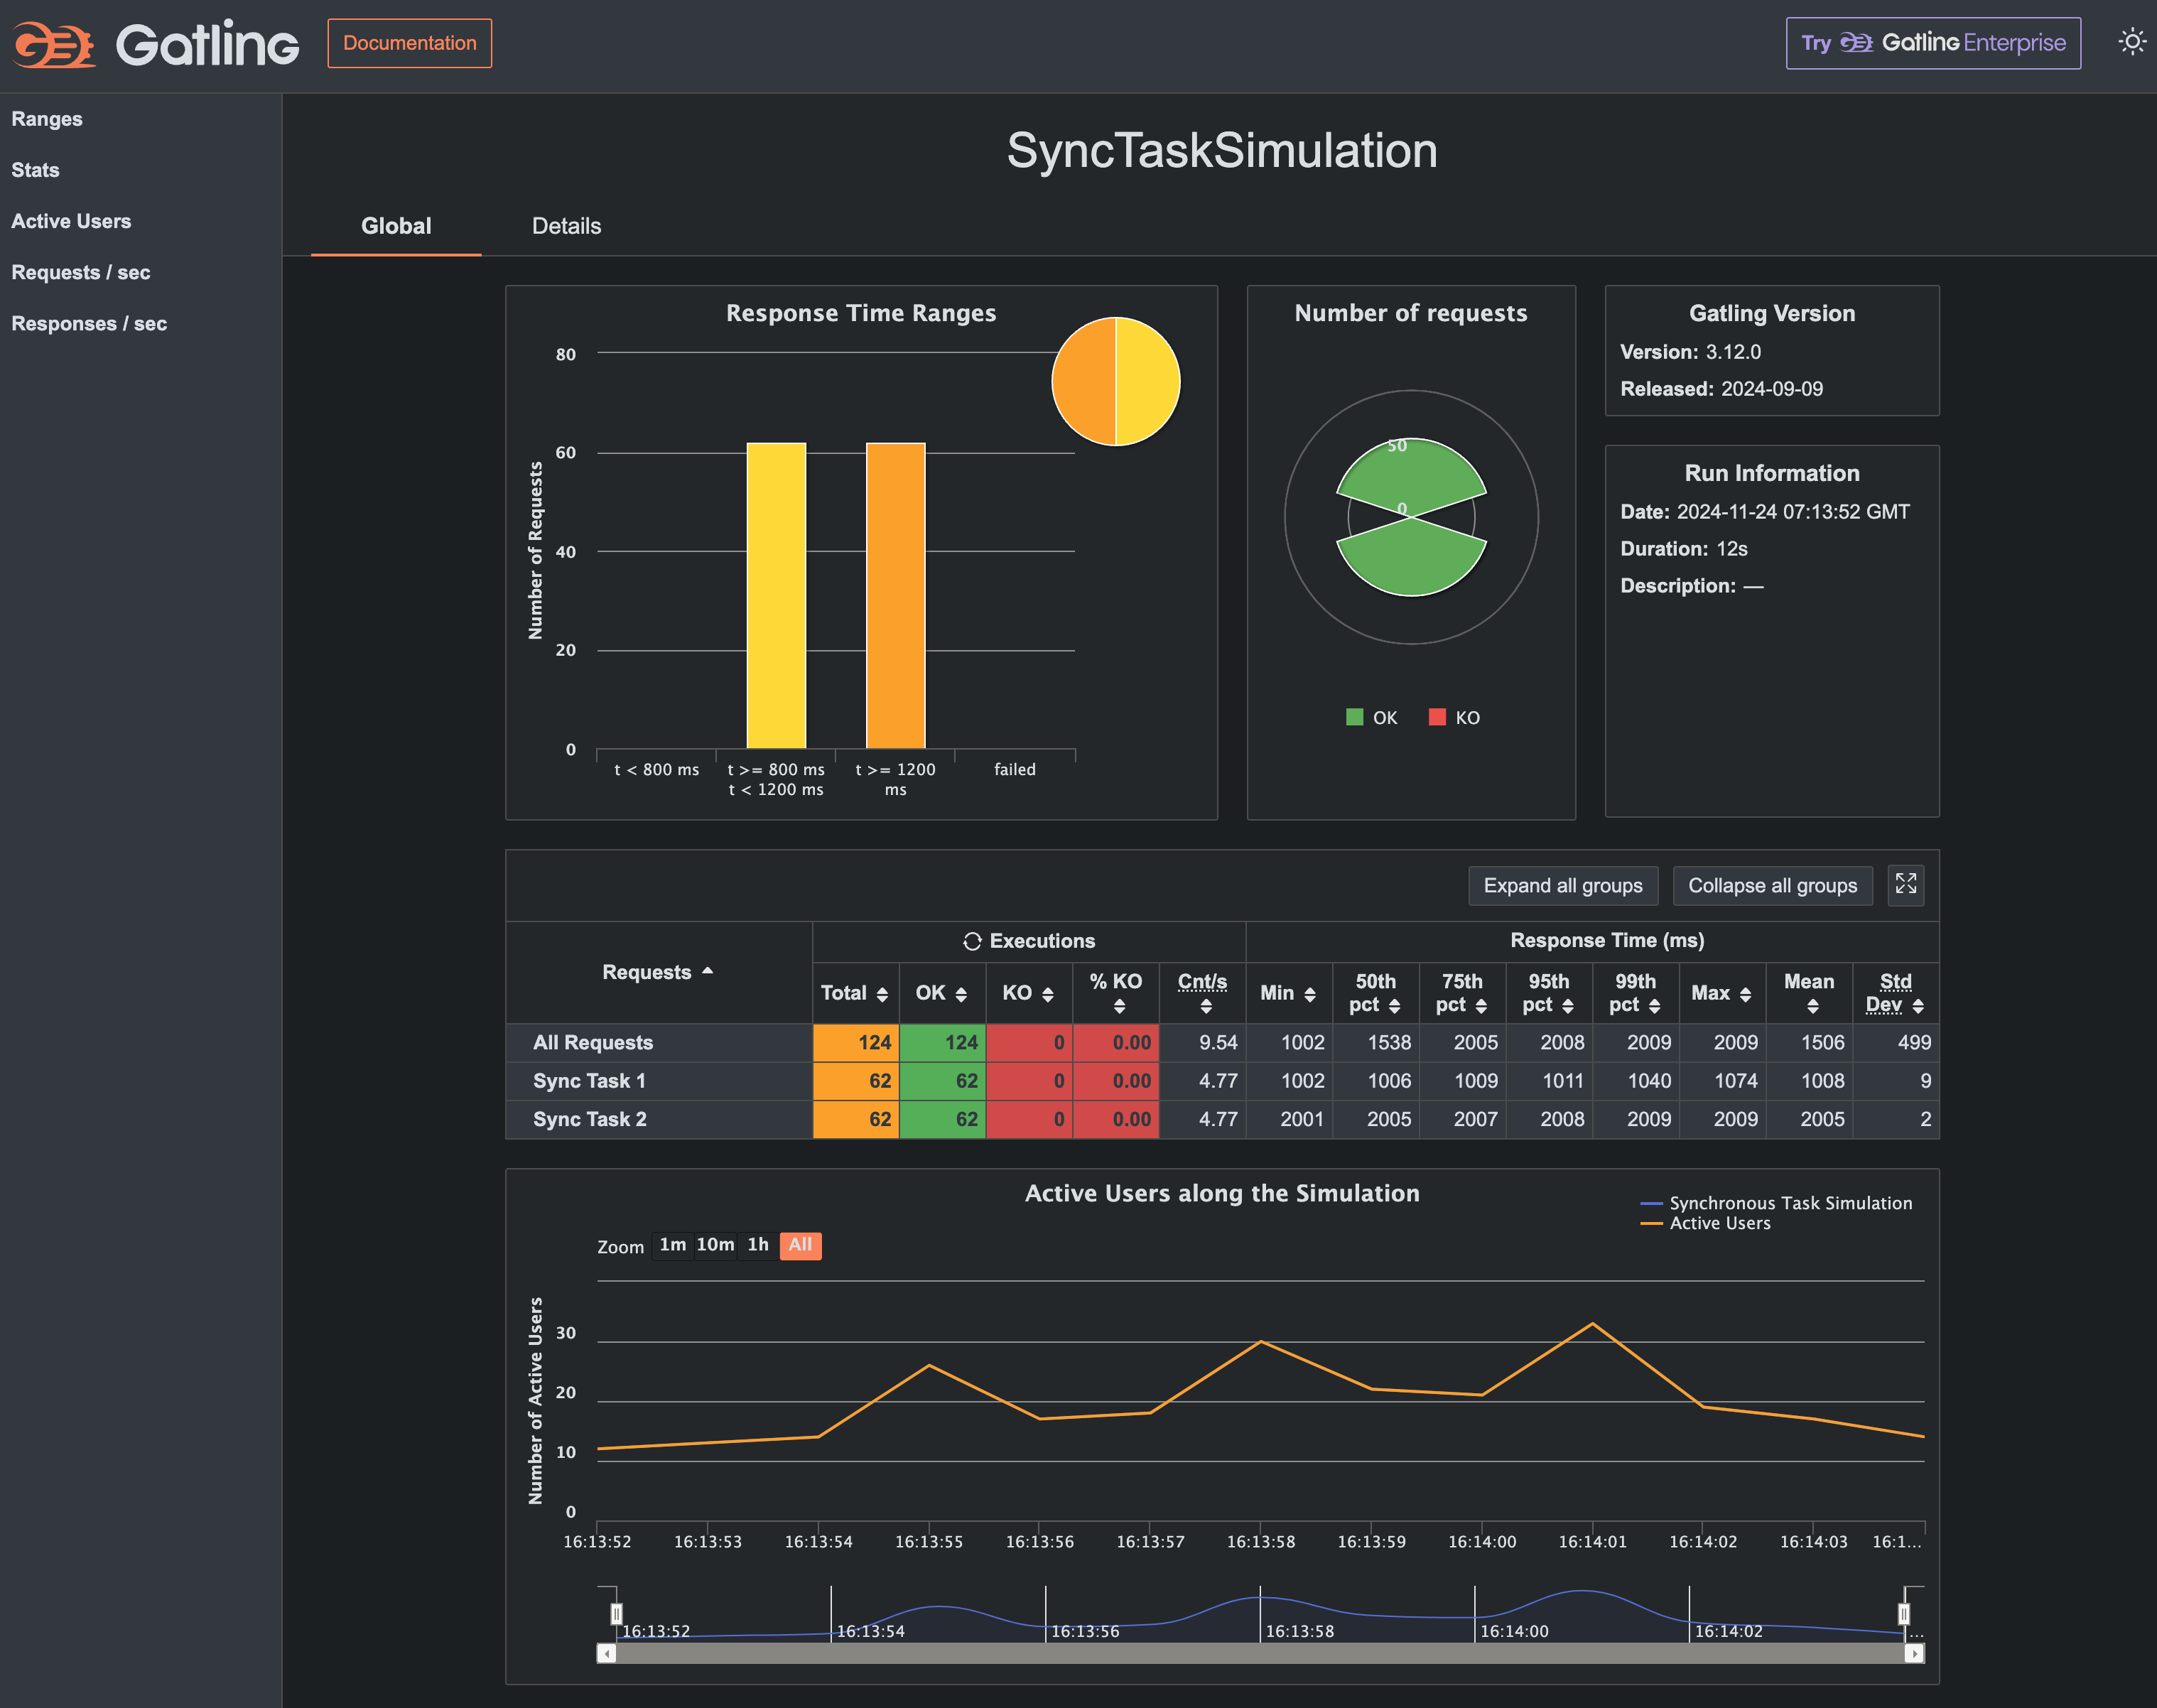 Gatling
Documentation
Try Gatling Enterprise
Ranges
Stats
Active Users
Requests / sec
Responses / sec
SyncTaskSimulation
Global
Details
Response Time Ranges
Number of Requests
80
60
40
20
0
t < 800 ms
t >= 800 ms
t < 1200 ms
t >= 1200
ms
failed
Number of requests
50
0
OK
KO
Gatling Version
Version: 3.12.0
Released: 2024-09-09
Run Information
Date: 2024-11-24 07:13:52 GMT
Duration: 12s
Description: —
Expand all groups
Collapse all groups
Requests
Executions
Response Time (ms)
Total OK KO % KO Cnt/s Min 50th pct 75th pct 95th pct 99th pct Max Mean Std Dev
All Requests 124 124 0 0.00 9.54 1002 1538 2005 2008 2009 2009 1506 499
Sync Task 1 62 62 0 0.00 4.77 1002 1006 1009 1011 1040 1074 1008 9
Sync Task 2 62 62 0 0.00 4.77 2001 2005 2007 2008 2009 2009 2005 2
Active Users along the Simulation
Synchronous Task Simulation
Active Users
Zoom 1m 10m 1h All
Number of Active Users
30
20
10
0
16:13:52 16:13:53 16:13:54 16:13:55 16:13:56 16:13:57 16:13:58 16:13:59 16:14:00 16:14:01 16:14:02 16:14:03 16:1...
16:13:52 16:13:54 16:13:56 16:13:58 16:14:00 16:14:02 ...